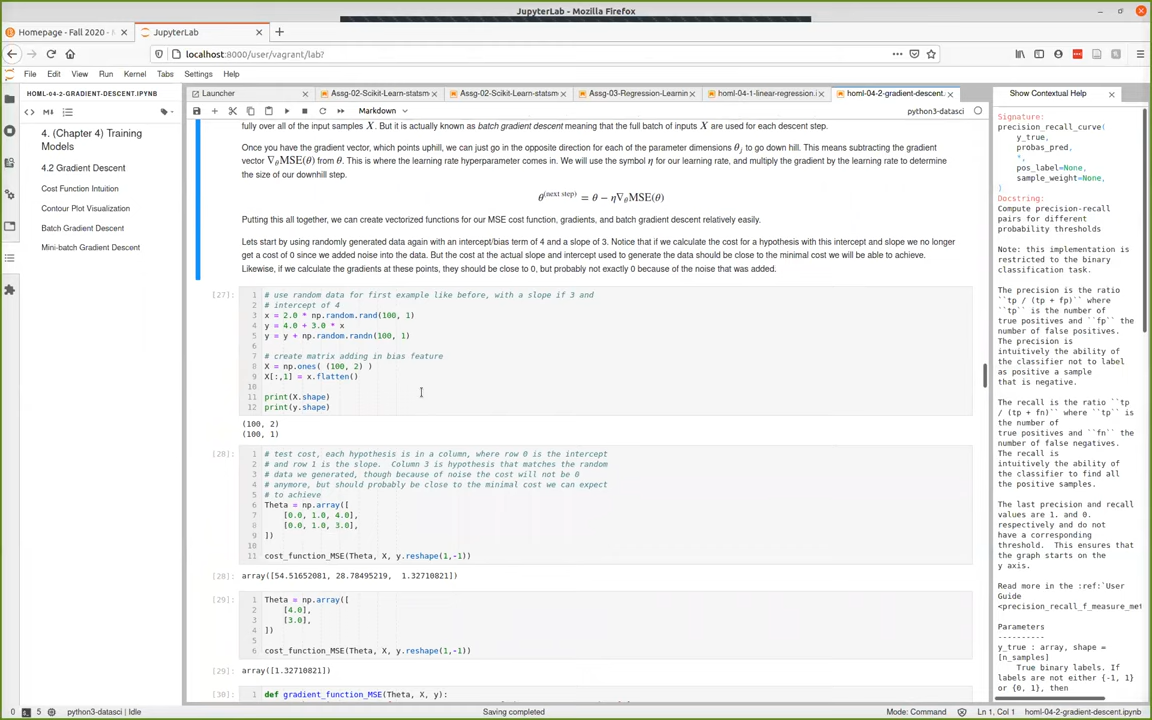 JupyterLab - Mozilla Firefox
Homepage - Fall 2020 -
JupyterLab
localhost:8000/user/vagrant/lab?
File Edit View Run Kernel Tabs Settings Help
HOML-04-2-GRADIENT-DESCENT.IPYNB
4. (Chapter 4) Training
Models
4.2 Gradient Descent
Cost Function Intuition
Contour Plot Visualization
Batch Gradient Descent
Mini-batch Gradient Descent
Launcher
Assg-02-Scikit-Learn-statsm
Assg-02-Scikit-Learn-statsm
Assg-03-Regression-Learnin
homl-04-1-linear-regression.i
homl-04-2-gradient-descent.
Markdown
python3-datasci
fully over all of the input samples X. But it is actually known as batch gradient descent meaning that the full batch of inputs X are used for each descent step.
Once you have the gradient vector, which points uphill, we can just go in the opposite direction for each of the parameter dimensions θj to go down hill. This means subtracting the gradient
vector ∇θMSE(θ) from θ. This is where the learning rate hyperparameter comes in. We will use the symbol η for our learning rate, and multiply the gradient by the learning rate to determine
the size of our downhill step.
θ(next step) = θ − η∇θMSE(θ)
Putting this all together, we can create vectorized functions for our MSE cost function, gradients, and batch gradient descent relatively easily.
Lets start by using randomly generated data again with an intercept/bias term of 4 and a slope of 3. Notice that if we calculate the cost for a hypothesis with this intercept and slope we no longer
get a cost of 0 since we added noise into the data. But the cost at the actual slope and intercept used to generate the data should be close to the minimal cost we will be able to achieve.
Likewise, if we calculate the gradients at these points, they should be close to 0, but probably not exactly 0 because of the noise that was added.
[27]: 1 # use random data for first example like before, with a slope if 3 and
2 # intercept of 4
3 x = 2.0 * np.random.rand(100, 1)
4 y = 4.0 + 3.0 * x
5 y = y + np.random.randn(100, 1)
6
7 # create matrix adding in bias feature
8 X = np.ones( (100, 2) )
9 X[:,1] = x.flatten()
10
11 print(X.shape)
12 print(y.shape)
(100, 2)
(100, 1)
[28]: 1 # test cost, each hypothesis is in a column, where row 0 is the intercept
2 # and row 1 is the slope. Column 3 is hypothesis that matches the random
3 # data we generated, though because of noise the cost will not be 0
4 # anymore, but should probably be close to the minimal cost we can expect
5 # to achieve
6 Theta = np.array([
7 [0.0, 1.0, 4.0],
8 [0.0, 1.0, 3.0],
9 ])
10
11 cost_function_MSE(Theta, X, y.reshape(1,-1))
[28]: array([54.51652081, 28.78495219, 1.32710821])
[29]: 1 Theta = np.array([
2 [4.0],
3 [3.0],
4 ])
5
6 cost_function_MSE(Theta, X, y.reshape(1,-1))
[29]: array([1.32710821])
[30]: 1 def gradient_function_MSE(Theta, X, y):
Show Contextual Help
Signature:
precision_recall_curve(
y_true,
probas_pred,
*,
pos_label=None,
sample_weight=None,
)
Docstring:
Compute precision-recall
pairs for different
probability thresholds
Note: this implementation is
restricted to the binary
classification task.
The precision is the ratio
``tp / (tp + fp)`` where
``tp`` is the number of
true positives and ``fp`` the
number of false positives.
The precision is
intuitively the ability of
the classifier not to label
as positive a sample
that is negative.
The recall is the ratio ``tp
/ (tp + fn)`` where ``tp`` is
the number of
true positives and ``fn`` the
number of false negatives.
The recall is
intuitively the ability of
the classifier to find all
the positive samples.
The last precision and recall
values are 1. and 0.
respectively and do not
have a corresponding
threshold. This ensures that
the graph starts on the
y axis.
Read more in the :ref:`User
Guide
<precision_recall_f_measure_met
Parameters
----------
y_true : array, shape =
[n_samples]
True binary labels. If
labels are not either {-1, 1}
or {0, 1}, then
0 5 python3-datasci | Idle
Saving completed
Mode: Command
Ln 1, Col 1
homl-04-2-gradient-descent.ipynb